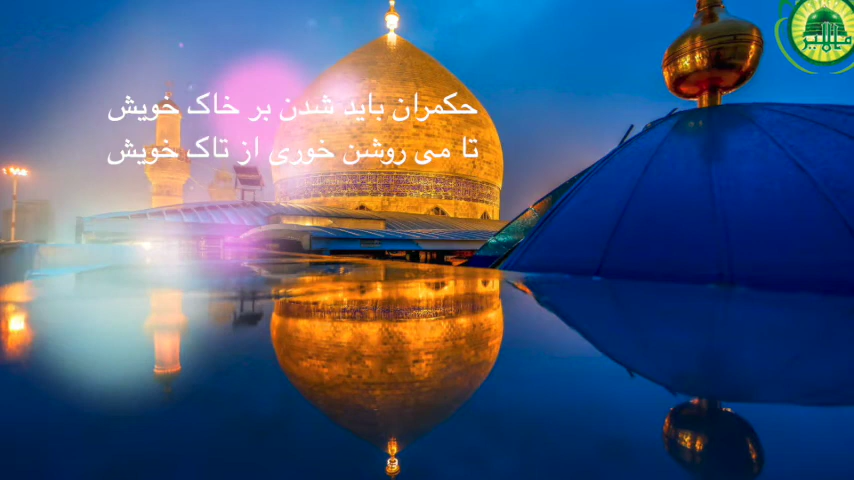 حکمران باید شدن بر خاک خویش
تا می روشن خوری از تاک خویش